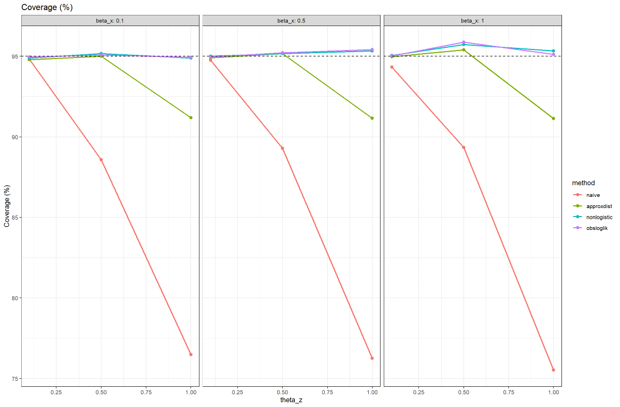 Coverage (%)
beta_x: 0.1
beta_x: 0.5
beta_x: 1
Coverage (%)
95
90
85
80
75
0.25
0.50
0.75
1.00
0.25
0.50
0.75
1.00
0.25
0.50
0.75
1.00
theta_z
method
naive
approxdist
nonlogistic
obsloglik